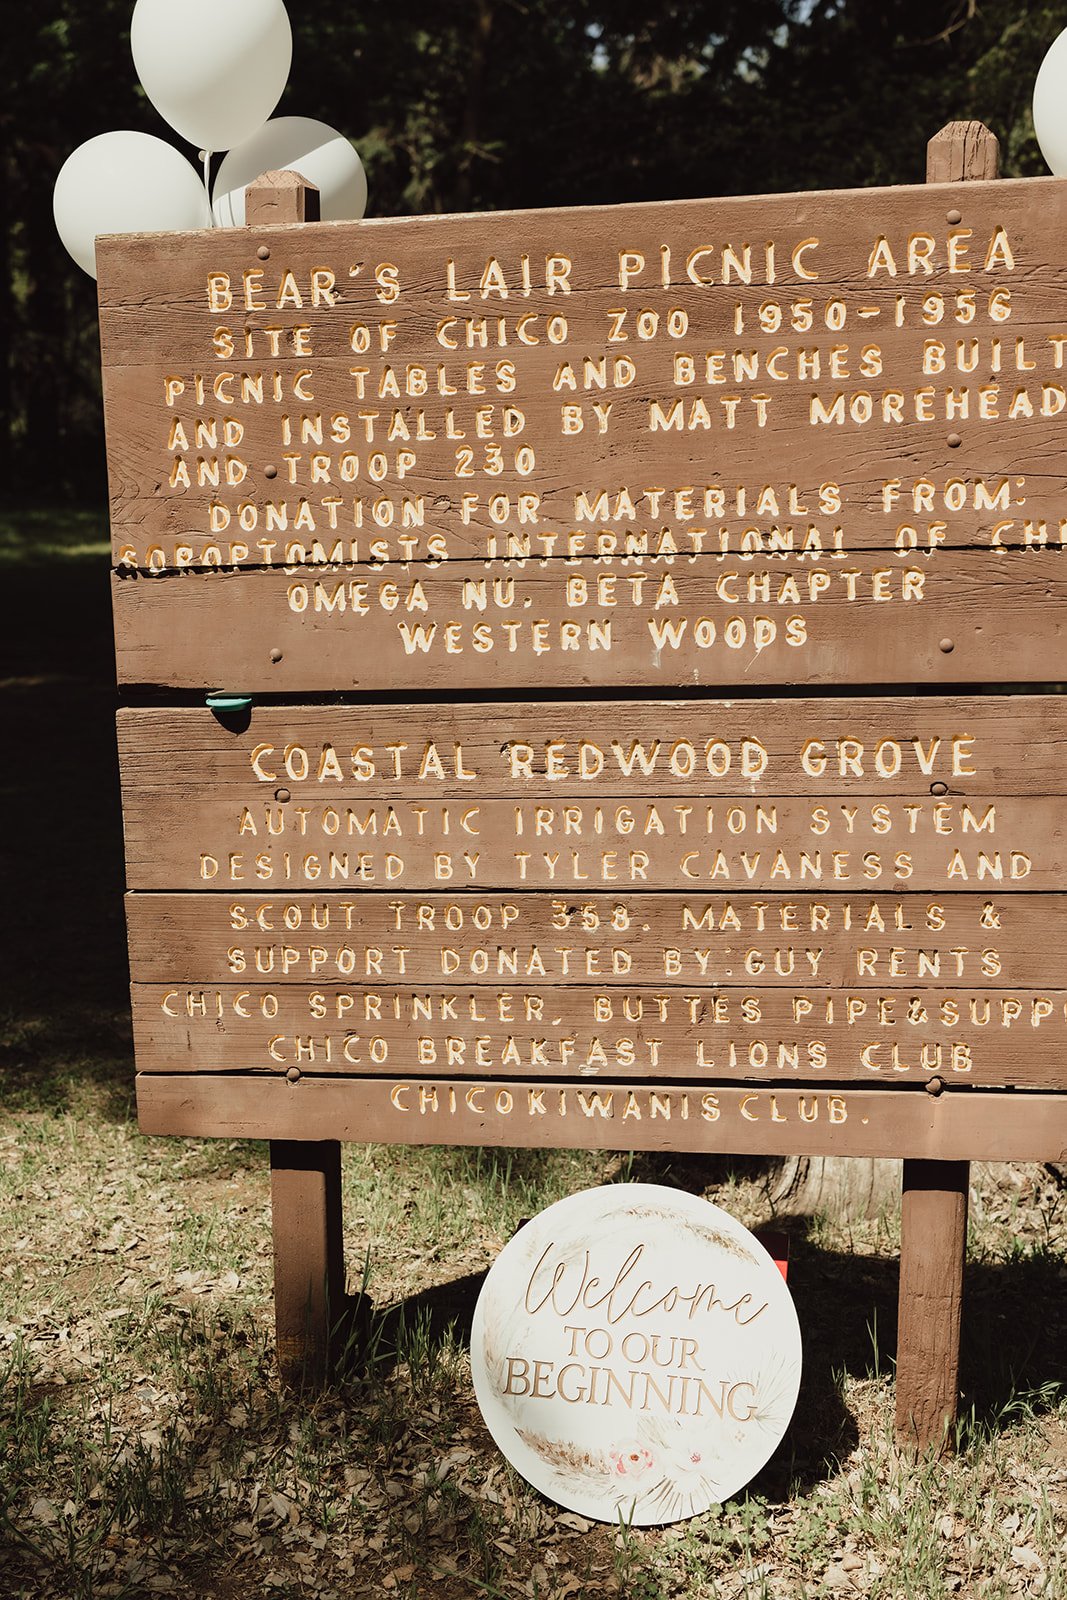 BEAR'S LAIR PICNIC AREA
SITE OF CHICO ZOO 1950-1956
PICNIC TABLES AND BENCHES BUILT
AND INSTALLED BY MATT MOREHEAD
AND TROOP 230
DONATION FOR MATERIALS FROM:
SOROPTOMISTS INTERNATIONAL OF CHI
OMEGA NU. BETA CHAPTER
WESTERN WOODS
COASTAL REDWOOD GROVE
AUTOMATIC IRRIGATION SYSTEM
DESIGNED BY TYLER CAVANESS AND
SCOUT TROOP 358. MATERIALS &
SUPPORT DONATED BY:GUY RENTS
CHICO SPRINKLER, BUTTES PIPE&SUPP
CHICO BREAKFAST LIONS CLUB
CHICO KIWANIS CLUB.
Welcome
TO OUR
BEGINNING